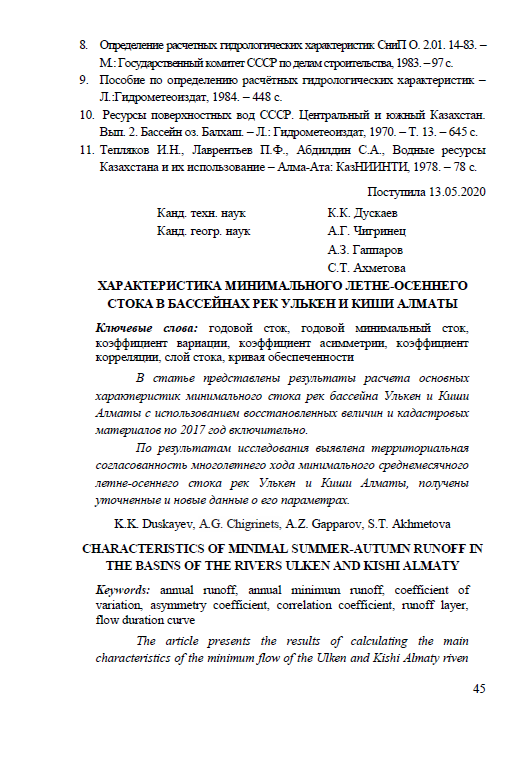 8. Определение расчетных гидрологических характеристик СниП О. 2.01. 14-83. –
М.: Государственный комитет СССР по делам строительства, 1983. – 97 с.
9. Пособие по определению расчётных гидрологических характеристик –
Л.:Гидрометеоиздат, 1984. – 448 с.
10. Ресурсы поверхностных вод СССР. Центральный и южный Казахстан.
Вып. 2. Бассейн оз. Балхаш. – Л.: Гидрометеоиздат, 1970. – Т. 13. – 645 с.
11. Тепляков И.Н., Лаврентьев П.Ф., Абдилдин С.А., Водные ресурсы
Казахстана и их использование – Алма-Ата: КазНИИНТИ, 1978. – 78 с.
Поступила 13.05.2020
Канд. техн. наук К.К. Дускаев
Канд. геогр. наук А.Г. Чигринец
А.З. Гаппаров
С.Т. Ахметова
ХАРАКТЕРИСТИКА МИНИМАЛЬНОГО ЛЕТНЕ-ОСЕННЕГО
СТОКА В БАССЕЙНАХ РЕК УЛЬКЕН И КИШИ АЛМАТЫ
Ключевые слова: годовой сток, годовой минимальный сток,
коэффициент вариации, коэффициент асимметрии, коэффициент
корреляции, слой стока, кривая обеспеченности
В статье представлены результаты расчета основных
характеристик минимального стока рек бассейна Улькен и Киши
Алматы с использованием восстановленных величин и кадастровых
материалов по 2017 год включительно.
По результатам исследования выявлена территориальная
согласованность многолетнего хода минимального среднемесячного
летне-осеннего стока рек Улькен и Киши Алматы, получены
уточненные и новые данные о его параметрах.
K.K. Duskayev, A.G. Chigrinets, A.Z. Gapparov, S.T. Akhmetova
CHARACTERISTICS OF MINIMAL SUMMER-AUTUMN RUNOFF IN
THE BASINS OF THE RIVERS ULKEN AND KISHI ALMATY
Keywords: annual runoff, annual minimum runoff, coefficient of
variation, asymmetry coefficient, correlation coefficient, runoff layer,
flow duration curve
The article presents the results of calculating the main
characteristics of the minimum flow of the Ulken and Kishi Almaty riven
45